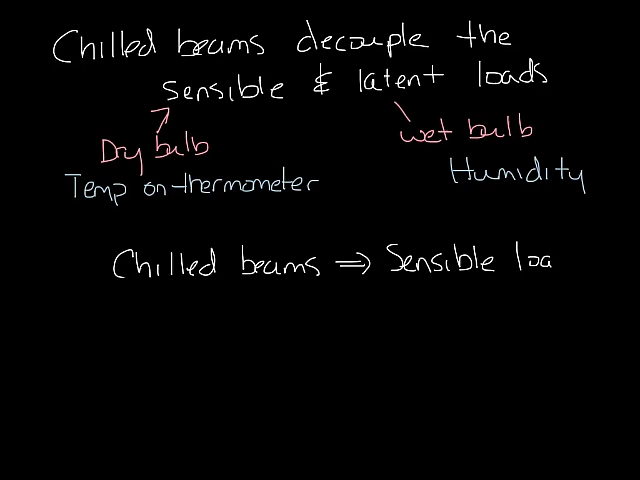 Chilled beams decouple the
sensible & latent loads
Dry bulb
wet bulb
Temp on thermometer
Humidity
Chilled beams ⇒ Sensible loa